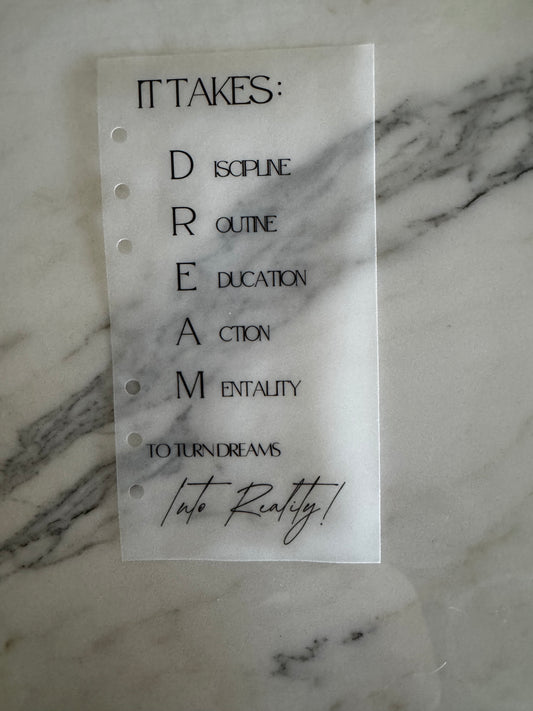 IT TAKES:
DISCIPLINE
ROUTINE
EDUCATION
ACTION
MENTALITY
TO TURN DREAMS
Into Reality!